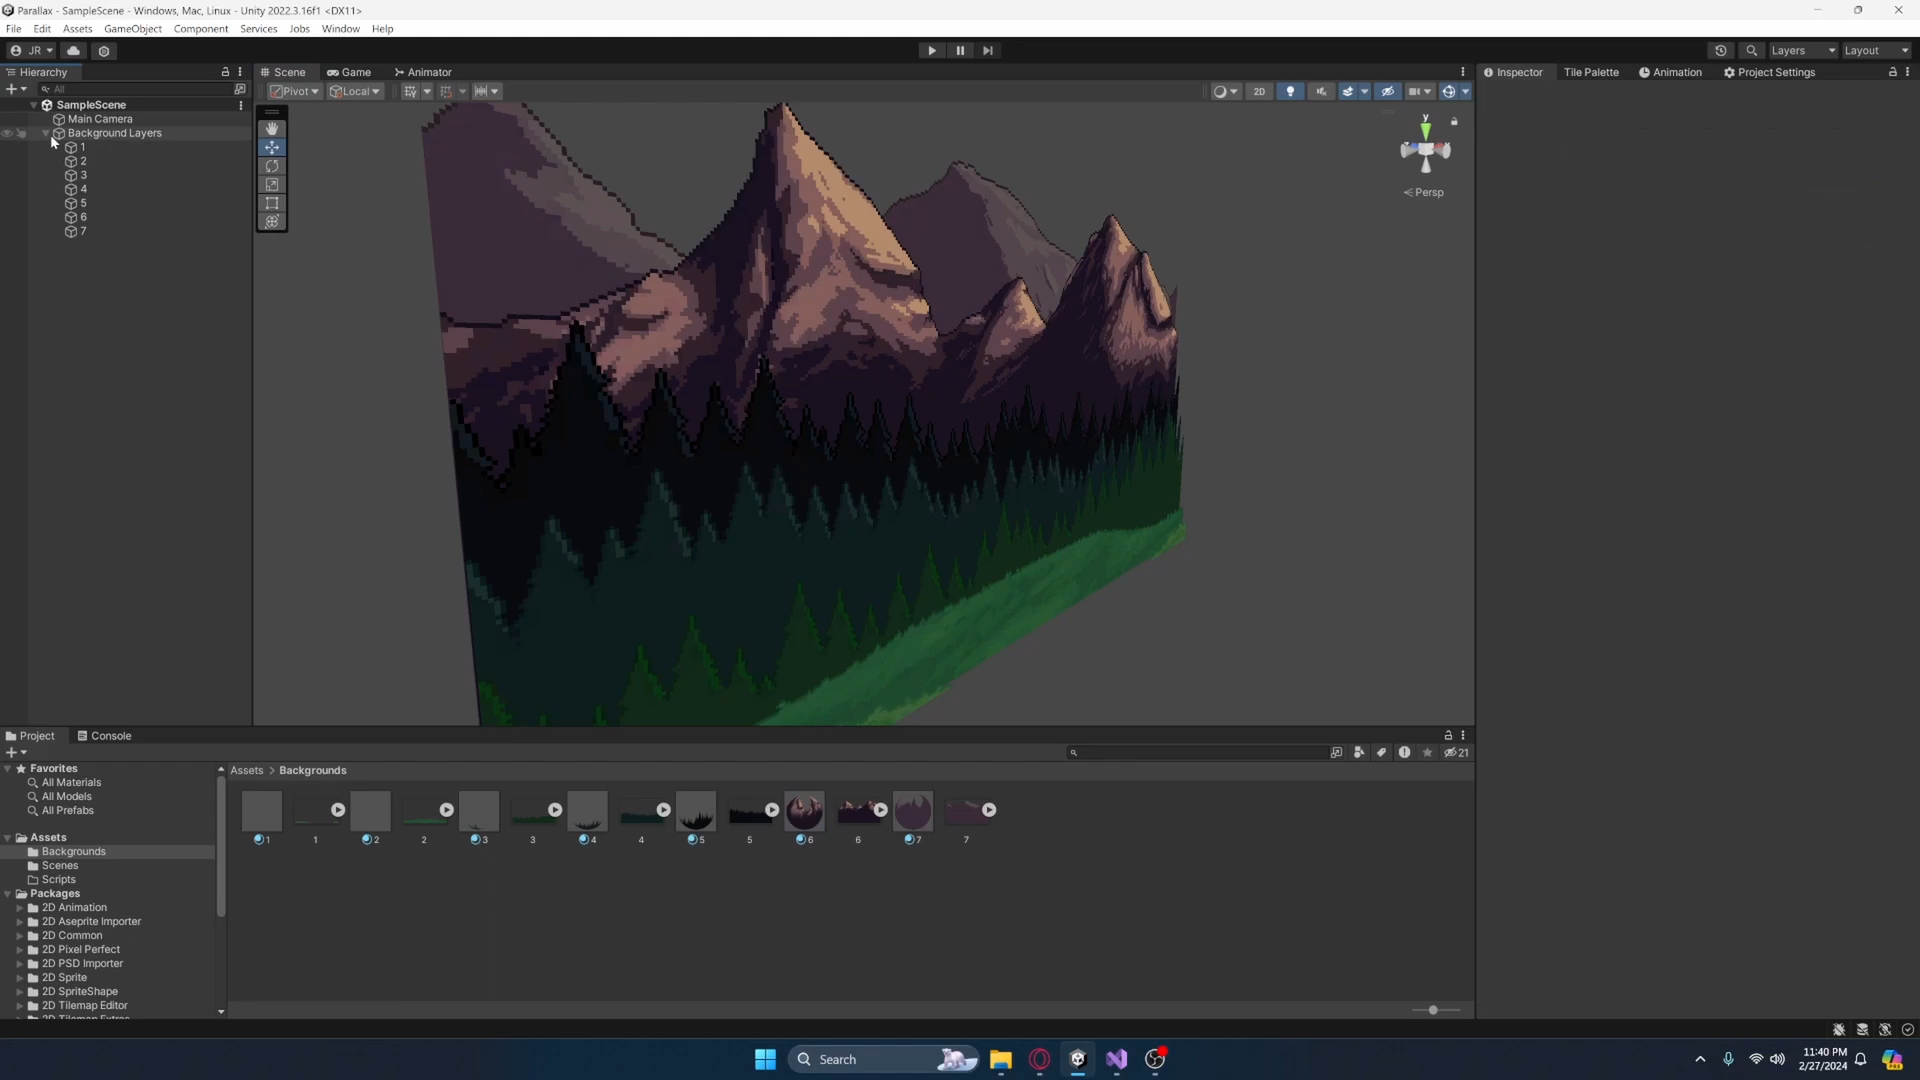 Parallax - SampleScene - Windows, Mac, Linux - Unity 2022.3.16f1 <DX11>
File Edit Assets GameObject Component Services Jobs Window Help
JR Layers Layout
Hierarchy Scene Game Animator Inspector Tile Palette Animation Project Settings
All Pivot Local 2D
SampleScene
Main Camera
Background Layers
1
2
3
4
5
6
7
y
Persp
Project Console
21
Favorites
All Materials
All Models
All Prefabs
Assets
Backgrounds
Scenes
Scripts
Packages
2D Animation
2D Aseprite Importer
2D Common
2D Pixel Perfect
2D PSD Importer
2D Sprite
2D SpriteShape
2D Tilemap Editor
2D Tilemap Extras
Assets > Backgrounds
1 1 2 2 3 3 4 4 5 5 6 6 7 7
Search
11:40 PM
2/27/2024